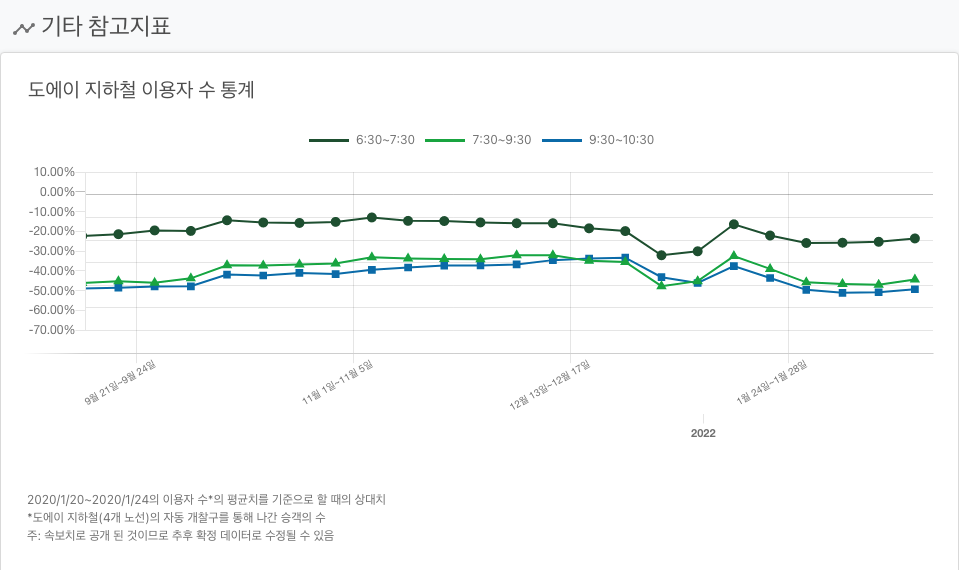 기타 참고지표
도에이 지하철 이용자 수 통계
6:30~7:30 7:30~9:30 9:30~10:30
10.00%
0.00%
-10.00%
-20.00%
-30.00%
-40.00%
-50.00%
-60.00%
-70.00%
9월 21일~9월 24일 11월 1일~11월 5일 12월 13일~12월 17일 1월 24일~1월 28일
2022
2020/1/20~2020/1/24의 이용자 수*의 평균치를 기준으로 할 때의 상대치
*도에이 지하철(4개 노선)의 자동 개찰구를 통해 나간 승객의 수
주: 속보치로 공개 된 것이므로 추후 확정 데이터로 수정될 수 있음